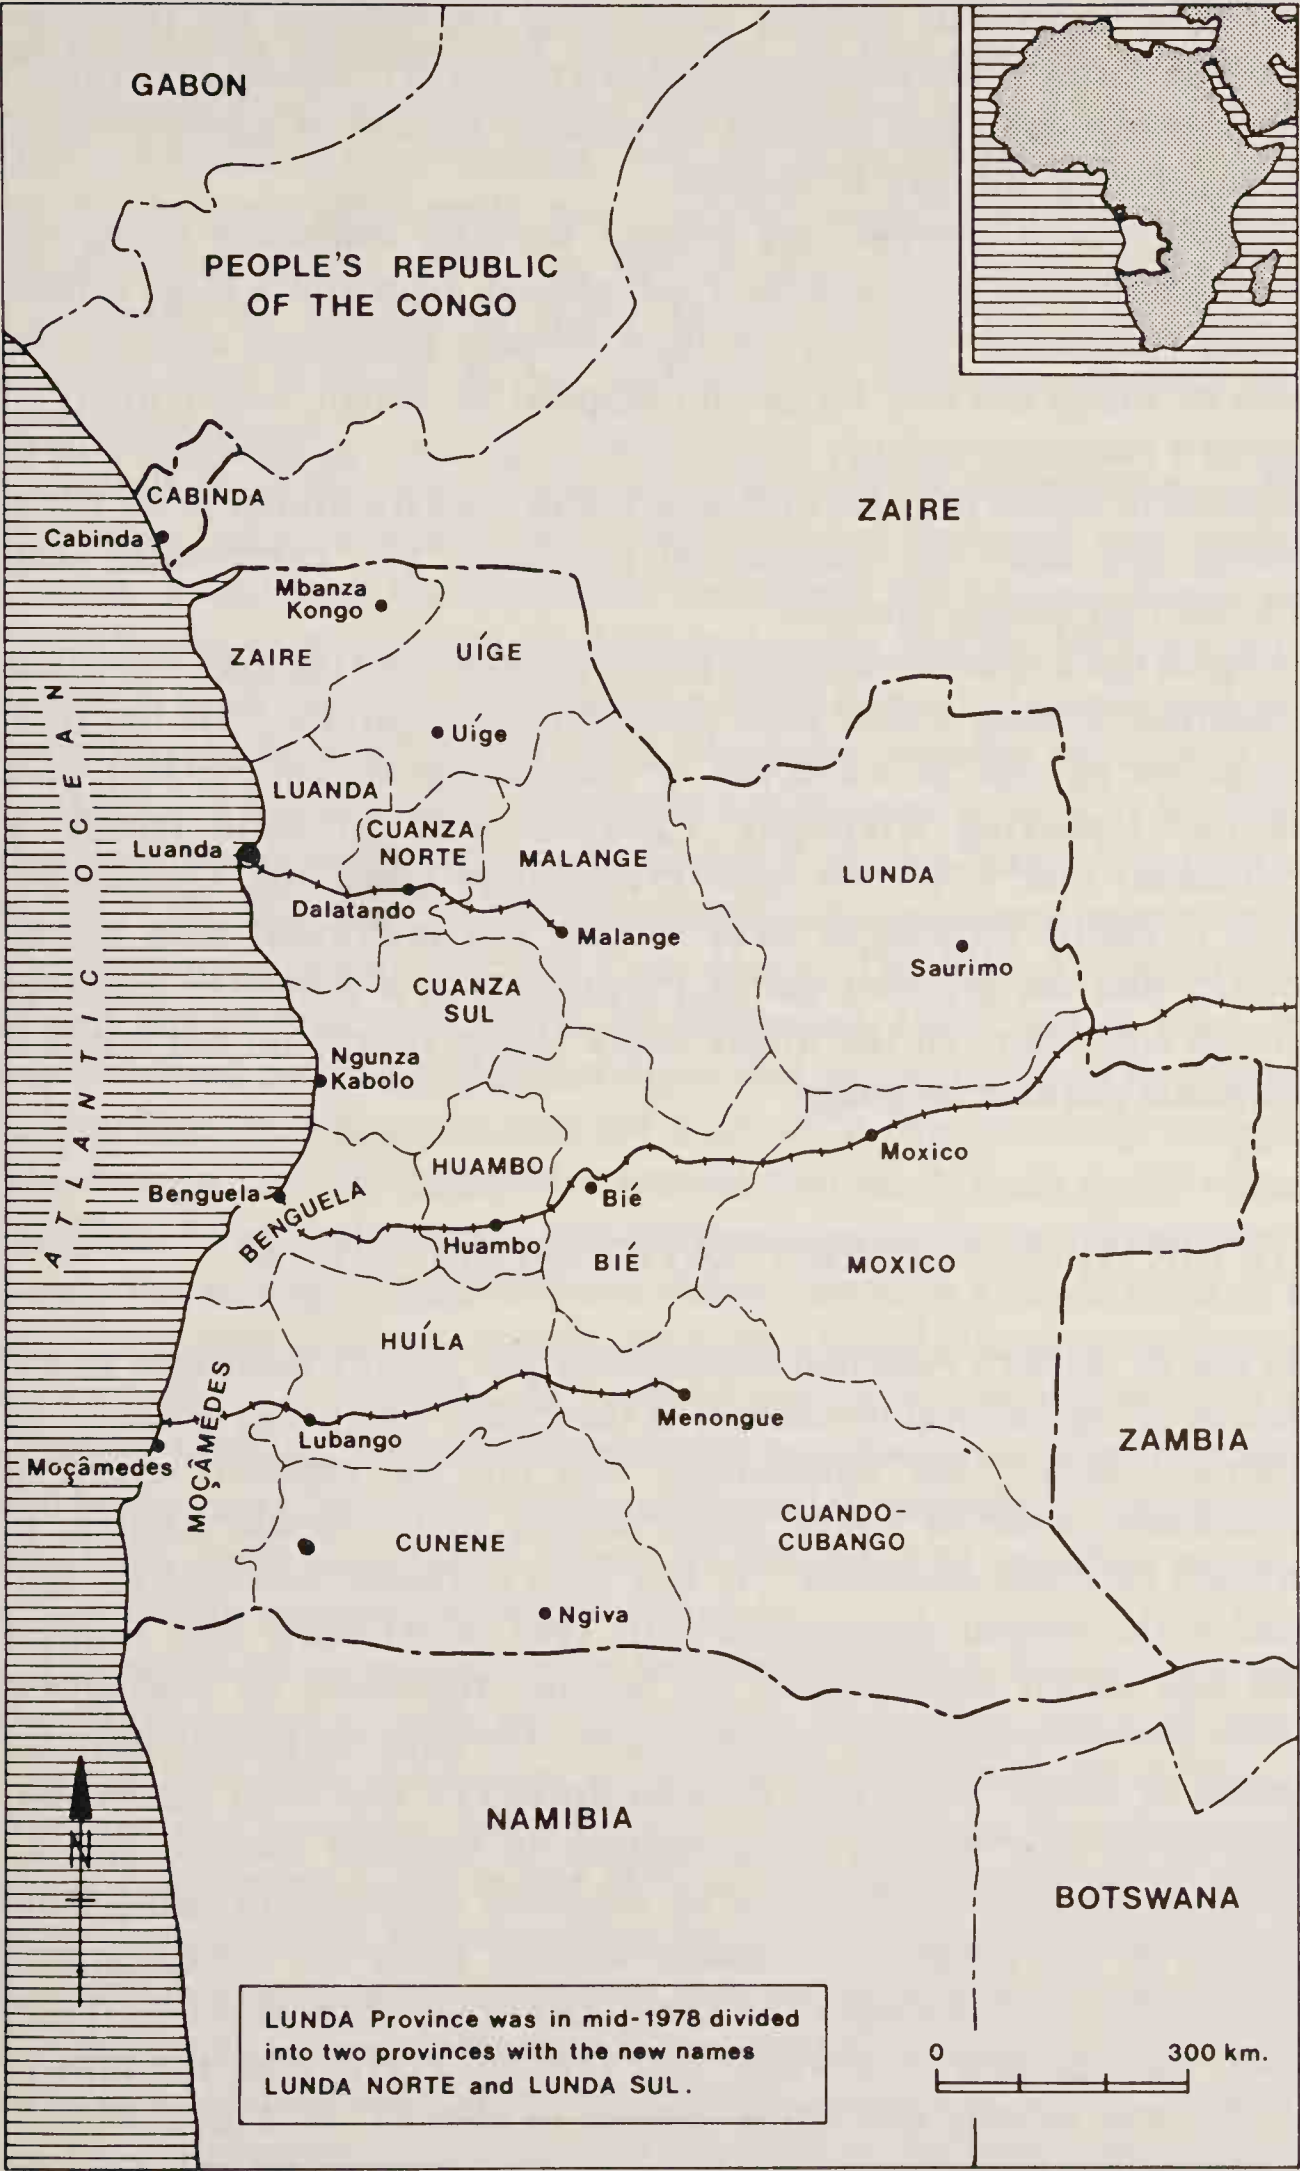 GABON
PEOPLE'S REPUBLIC
OF THE CONGO
CABINDA
ZAIRE
Cabinda
Mbanza
Kongo
ZAIRE
UÍGE
Uíge
LUANDA
CUANZA
NORTE
MALANGE
Luanda
LUNDA
Dalatando
Malange
Saurimo
CUANZA
SUL
Ngunza
Kabolo
ATLANTIC OCEAN
HUAMBO
Moxico
Benguela
BENGUELA
Bié
Huambo
BIÉ
MOXICO
HUÍLA
MOÇÂMEDES
Menongue
Lubango
ZAMBIA
Moçâmedes
CUANDO-
CUBANGO
CUNENE
Ngiva
NAMIBIA
N
BOTSWANA
LUNDA Province was in mid-1978 divided
into two provinces with the new names
LUNDA NORTE and LUNDA SUL.
0 300 km.